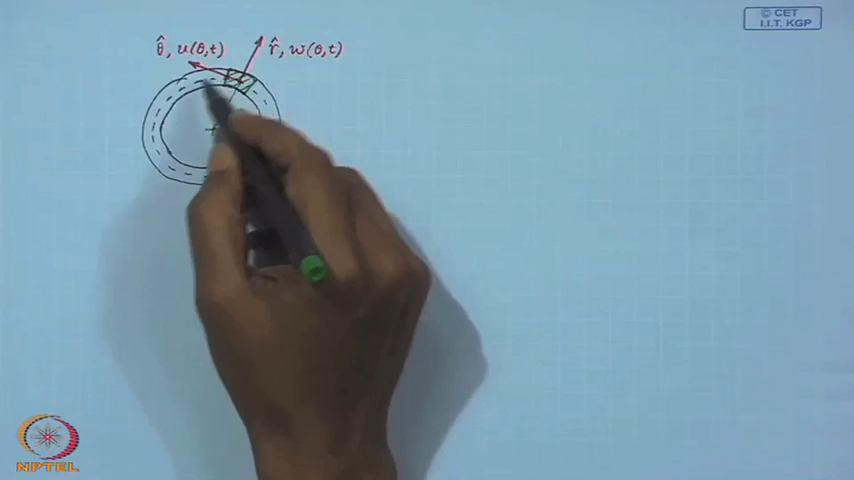 © CET
I.I.T. KGP
θ̂, u(θ,t)
r̂, w(θ,t)
NPTEL